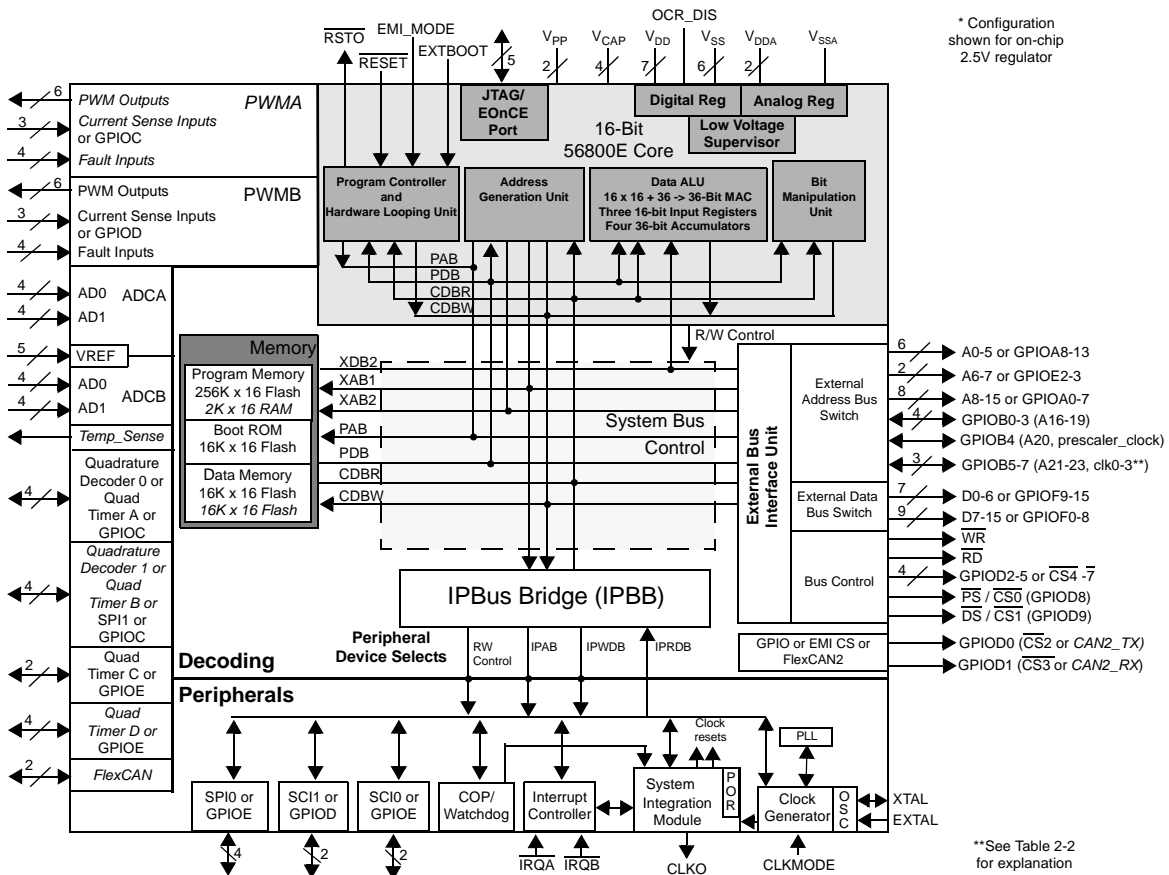 OCR_DIS
RSTO
EMI_MODE
RESET
EXTBOOT
5
VPP
2
VCAP
4
VDD
7
VSS
6
VDDA
2
VSSA
* Configuration
shown for on-chip
2.5V regulator
6
PWM Outputs
PWMA
3
Current Sense Inputs
or GPIOC
4
Fault Inputs
6
PWM Outputs
PWMB
3
Current Sense Inputs
or GPIOD
4
Fault Inputs
JTAG/
EOnCE
Port
Digital Reg
Analog Reg
Low Voltage
Supervisor
16-Bit
56800E Core
Program Controller
and
Hardware Looping Unit
Address
Generation Unit
Data ALU
16 x 16 + 36 -> 36-Bit MAC
Three 16-bit Input Registers
Four 36-bit Accumulators
Bit
Manipulation
Unit
PAB
PDB
CDBR
CDBW
4
AD0
ADCA
4
AD1
5
VREF
4
AD0
ADCB
4
AD1
Temp_Sense
4
Quadrature
Decoder 0 or
Quad
Timer A or
GPIOC
4
Quadrature
Decoder 1 or
Quad
Timer B or
SPI1 or
GPIOC
2
Quad
Timer C or
GPIOE
4
Quad
Timer D or
GPIOE
2
FlexCAN
Memory
Program Memory
256K x 16 Flash
2K x 16 RAM
Boot ROM
16K x 16 Flash
Data Memory
16K x 16 Flash
16K x 16 Flash
XDB2
XAB1
XAB2
PAB
PDB
CDBR
CDBW
R/W Control
System Bus
Control
External Bus
Interface Unit
External
Address Bus
Switch
External Data
Bus Switch
Bus Control
6
A0-5 or GPIOA8-13
2
A6-7 or GPIOE2-3
8
A8-15 or GPIOA0-7
4
GPIOB0-3 (A16-19)
GPIOB4 (A20, prescaler_clock)
3
GPIOB5-7 (A21-23, clk0-3**)
7
D0-6 or GPIOF9-15
9
D7-15 or GPIOF0-8
WR
RD
4
GPIOD2-5 or CS4 -7
PS / CS0 (GPIOD8)
DS / CS1 (GPIOD9)
GPIO or EMI CS or
FlexCAN2
GPIOD0 (CS2 or CAN2_TX)
GPIOD1 (CS3 or CAN2_RX)
IPBus Bridge (IPBB)
Peripheral
Device Selects
RW
Control
IPAB
IPWDB
IPRDB
Decoding
Peripherals
Clock
resets
PLL
SPI0 or
GPIOE
SCI1 or
GPIOD
SCI0 or
GPIOE
COP/
Watchdog
Interrupt
Controller
System
Integration
Module
POR
Clock
Generator
OSC
XTAL
EXTAL
4
2
2
IRQA
IRQB
CLKO
CLKMODE
**See Table 2-2
for explanation